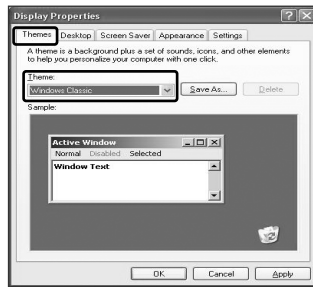 Display Properties
Themes Desktop Screen Saver Appearance Settings
A theme is a background plus a set of sounds, icons, and other elements
to help you personalize your computer with one click.
Theme:
Windows Classic Save As... Delete
Sample:
Active Window
Normal Disabled Selected
Window Text
OK Cancel Apply